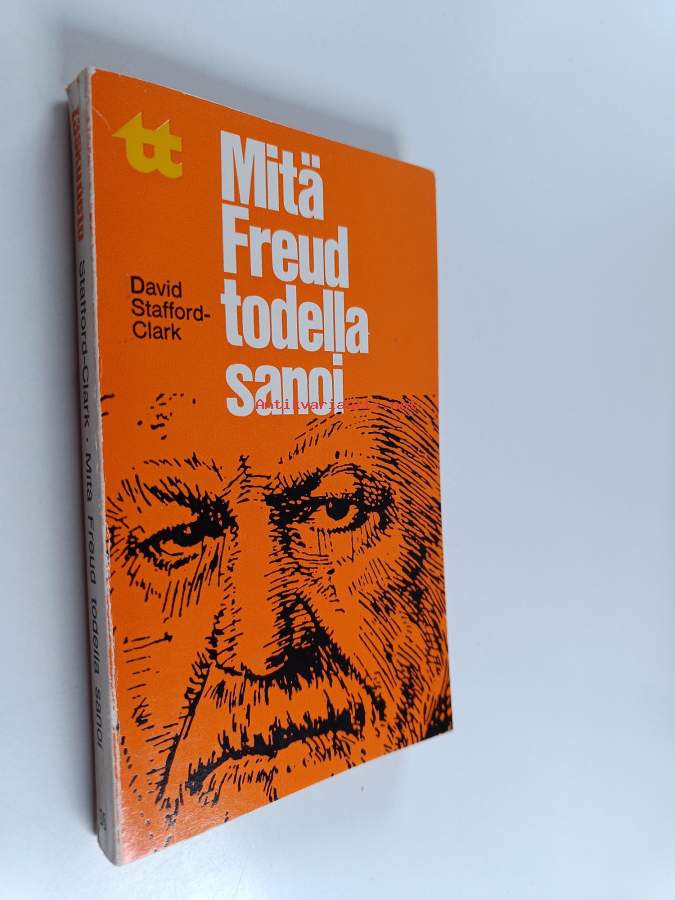 tt
Mitä
Freud
todella
sanoi
David
Stafford-
Clark
Stafford-Clark · Mitä Freud todella sanoi